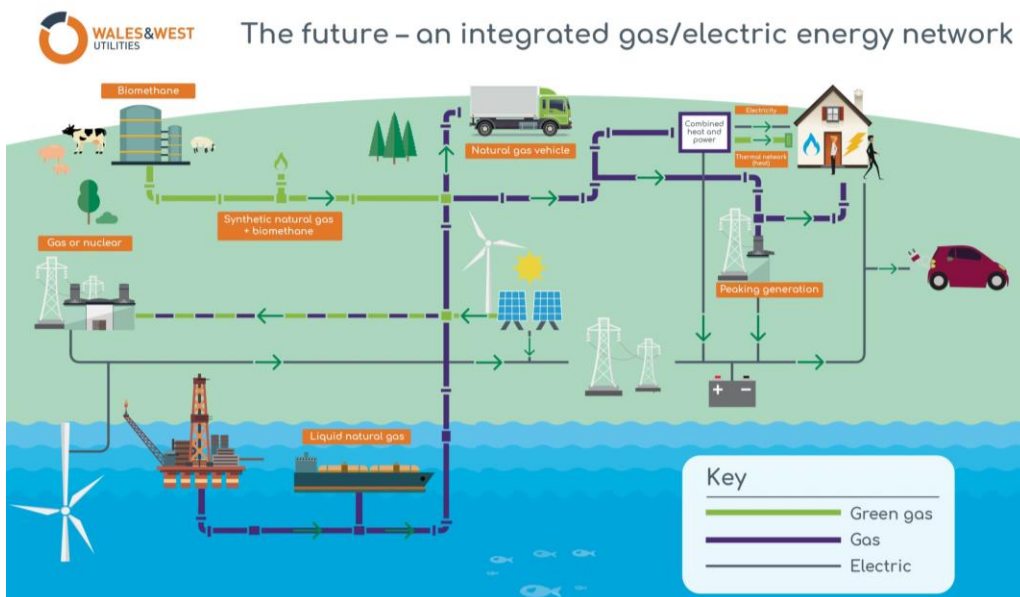 WALES&WEST
UTILITIES
The future – an integrated gas/electric energy network
Biomethane
Natural gas vehicle
Combined
heat and
power
Electricity
Thermal network
(heat)
Synthetic natural gas
+ biomethane
Gas or nuclear
Peaking generation
+ −
Liquid natural gas
Key
Green gas
Gas
Electric